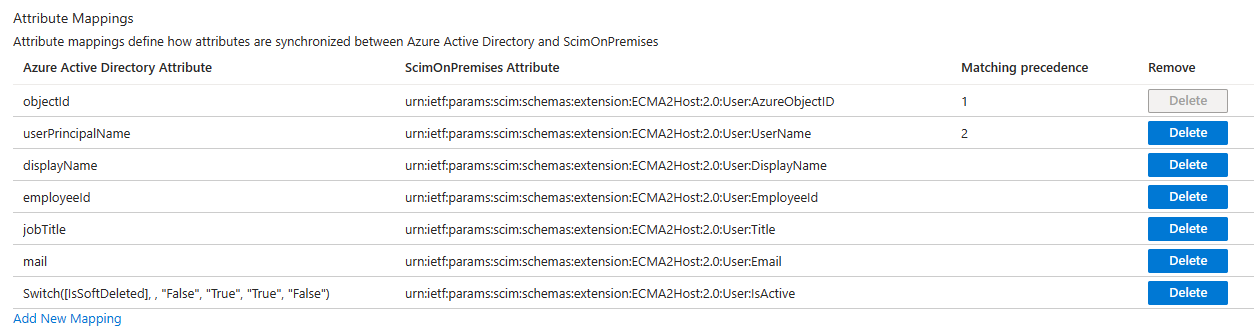 Attribute Mappings
Attribute mappings define how attributes are synchronized between Azure Active Directory and ScimOnPremises
Azure Active Directory Attribute ScimOnPremises Attribute Matching precedence Remove
objectId urn:ietf:params:scim:schemas:extension:ECMA2Host:2.0:User:AzureObjectID 1 Delete
userPrincipalName urn:ietf:params:scim:schemas:extension:ECMA2Host:2.0:User:UserName 2 Delete
displayName urn:ietf:params:scim:schemas:extension:ECMA2Host:2.0:User:DisplayName Delete
employeeId urn:ietf:params:scim:schemas:extension:ECMA2Host:2.0:User:EmployeeId Delete
jobTitle urn:ietf:params:scim:schemas:extension:ECMA2Host:2.0:User:Title Delete
mail urn:ietf:params:scim:schemas:extension:ECMA2Host:2.0:User:Email Delete
Switch([IsSoftDeleted], , "False", "True", "True", "False") urn:ietf:params:scim:schemas:extension:ECMA2Host:2.0:User:IsActive Delete
Add New Mapping